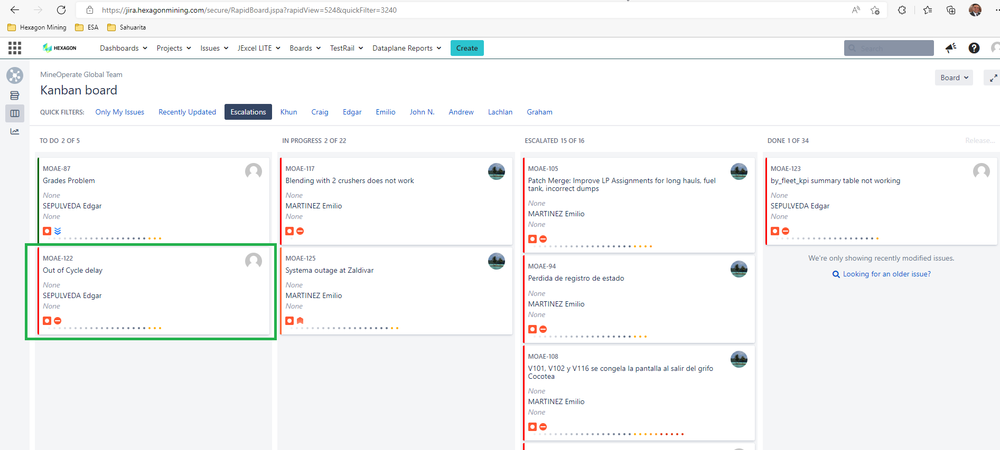 https://jira.hexagonmining.com/secure/RapidBoard.jspa?rapidView=524&quickFilter=3240
Hexagon Mining ESA Sahuarita
HEXAGON Dashboards Projects Issues JExcel LITE Boards TestRail Dataplane Reports Create Search
MineOperate Global Team
Kanban board
Board
QUICK FILTERS: Only My Issues Recently Updated Escalations Khun Craig Edgar Emilio John N. Andrew Lachlan Graham
TO DO 2 OF 5
MOAE-87
Grades Problem
None
SEPULVEDA Edgar
None
MOAE-122
Out of Cycle delay
None
SEPULVEDA Edgar
None
IN PROGRESS 2 OF 22
MOAE-117
Blending with 2 crushers does not work
None
MARTINEZ Emilio
None
MOAE-125
Systema outage at Zaldivar
None
MARTINEZ Emilio
None
ESCALATED 15 OF 16
MOAE-105
Patch Merge: Improve LP Assignments for long hauls, fuel
tank, incorrect dumps
None
MARTINEZ Emilio
None
MOAE-94
Perdida de registro de estado
None
MARTINEZ Emilio
None
MOAE-108
V101, V102 y V116 se congela la pantalla al salir del grifo
Cocotea
None
MARTINEZ Emilio
None
DONE 1 OF 34
Release...
MOAE-123
by_fleet_kpi summary table not working
None
SEPULVEDA Edgar
None
We're only showing recently modified issues.
Looking for an older issue?